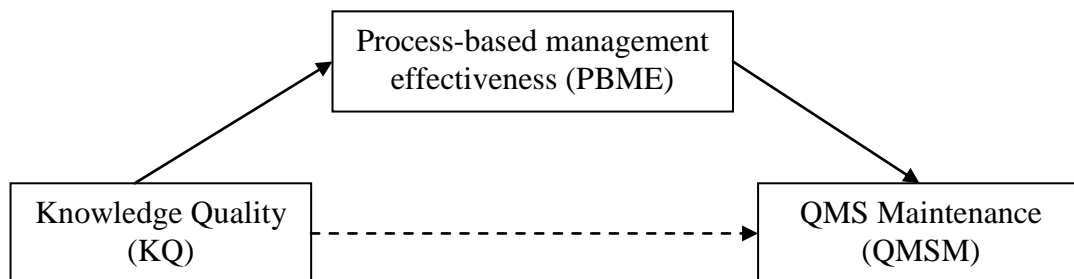 Process-based management
effectiveness (PBME)
Knowledge Quality
(KQ)
QMS Maintenance
(QMSM)